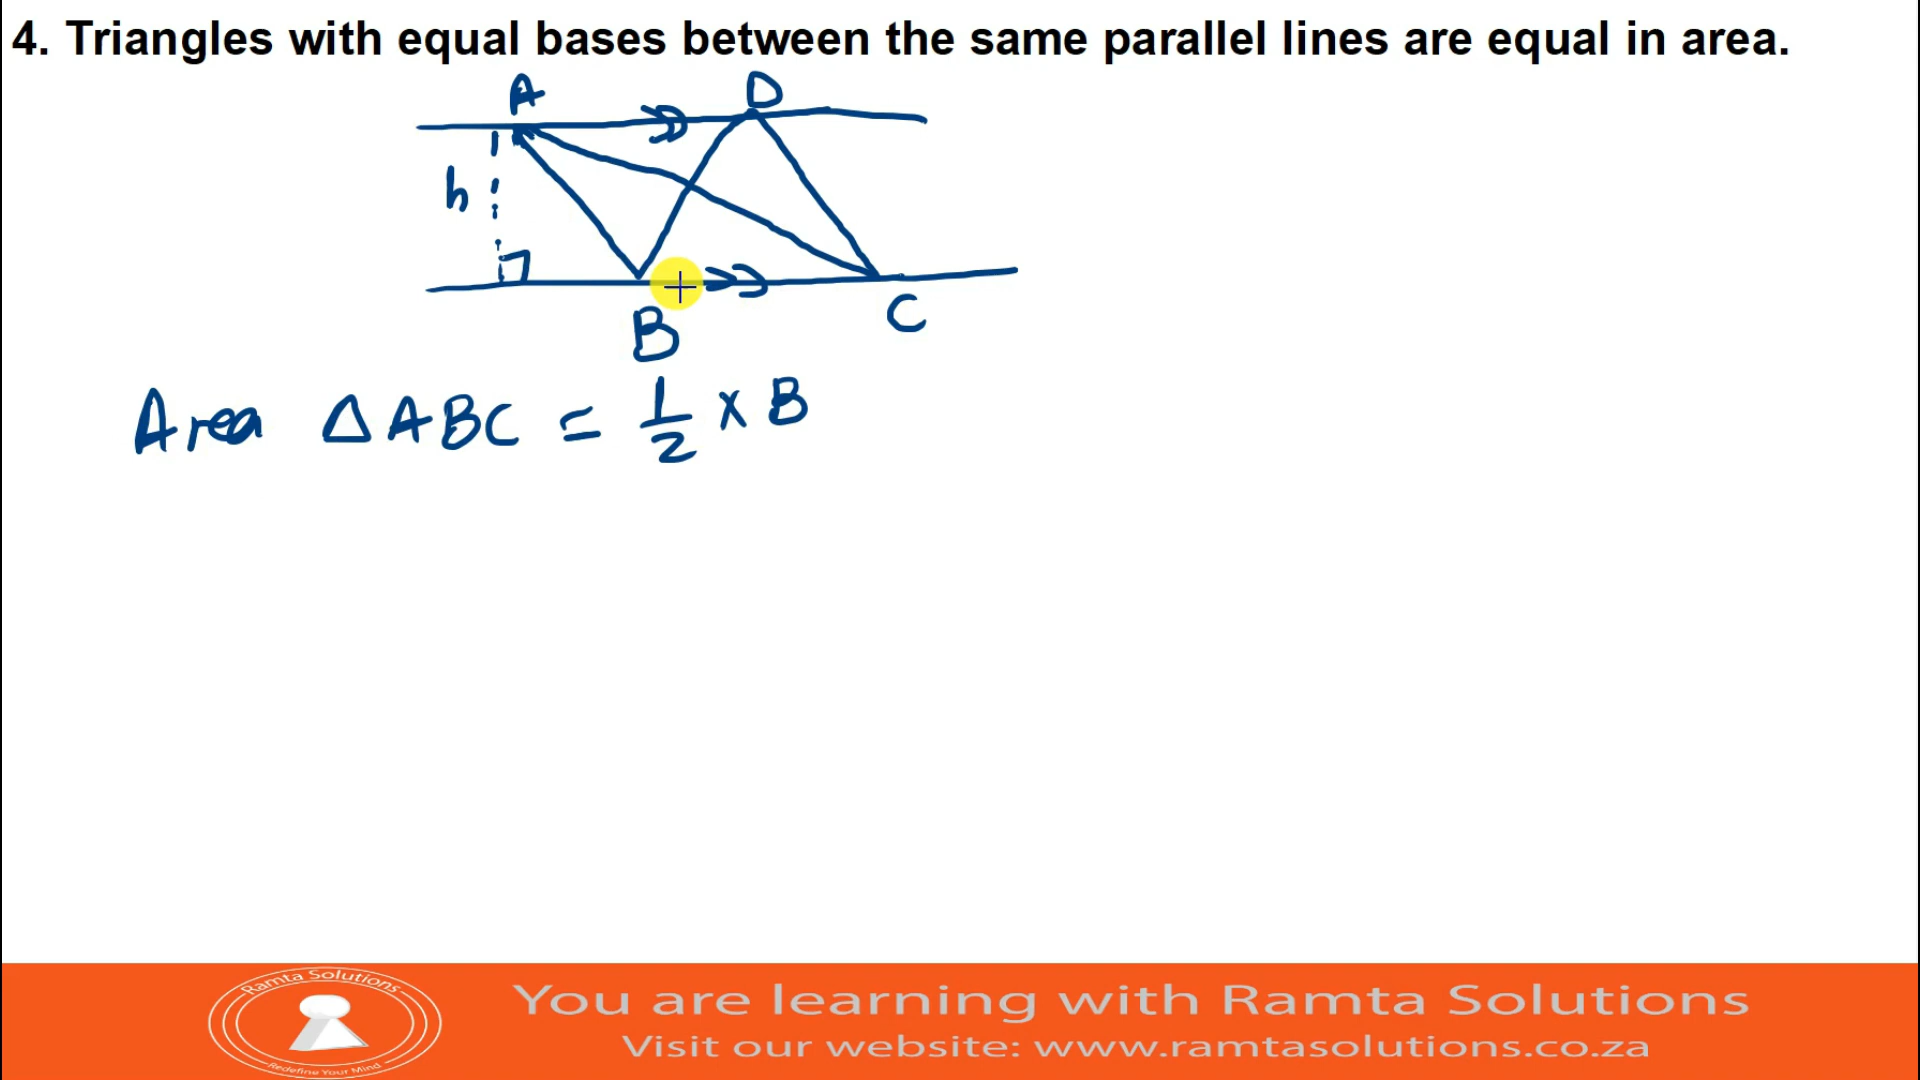 4. Triangles with equal bases between the same parallel lines are equal in area.
A D
h
B C
Area △ABC = 1/2 × B
Ramta Solutions
Redefine Your Mind
You are learning with Ramta Solutions
Visit our website: www.ramtasolutions.co.za